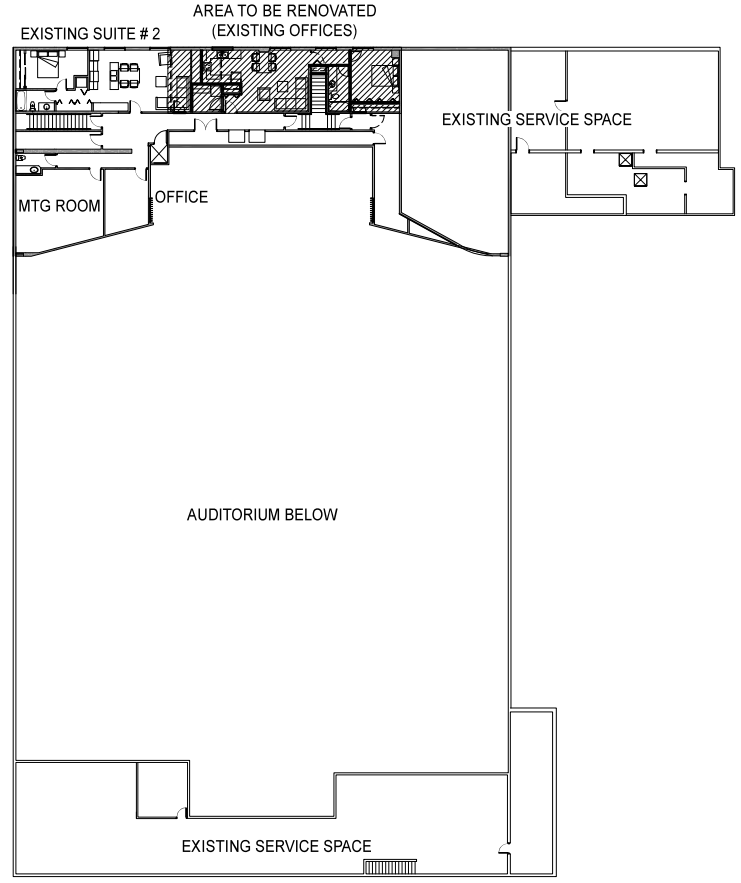 AREA TO BE RENOVATED
(EXISTING OFFICES)
EXISTING SUITE # 2
EXISTING SERVICE SPACE
OFFICE
MTG ROOM
AUDITORIUM BELOW
EXISTING SERVICE SPACE